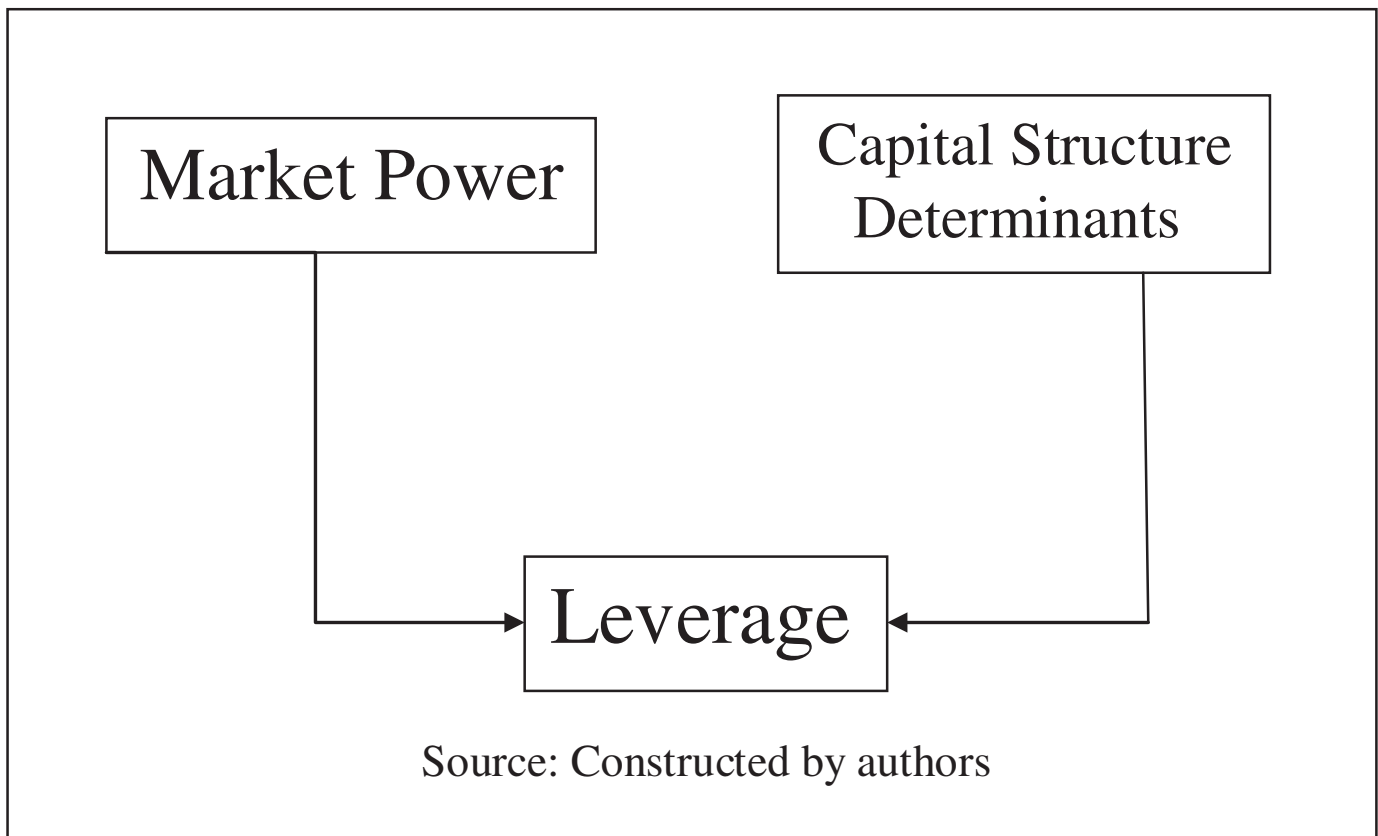 Market Power
Capital Structure
Determinants
Leverage
Source: Constructed by authors